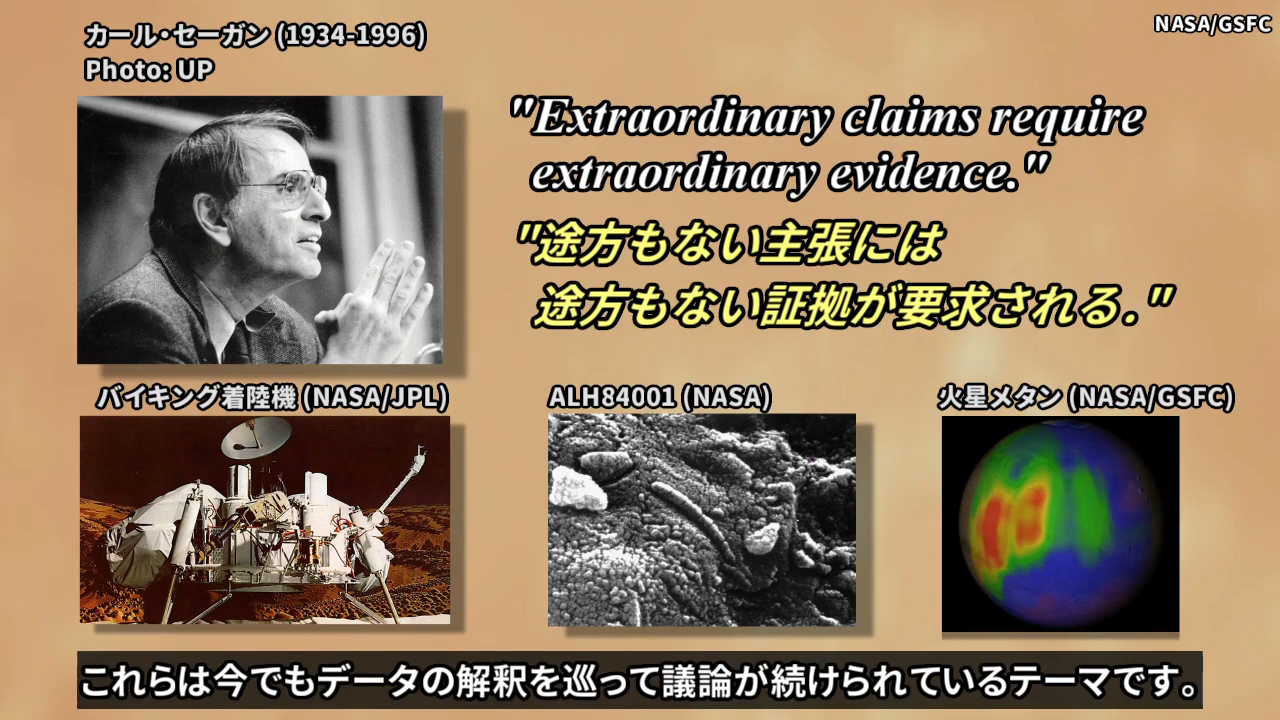 カール・セーガン (1934-1996)
Photo: UP
NASA/GSFC
"Extraordinary claims require
extraordinary evidence."
"途方もない主張には
途方もない証拠が要求される."
バイキング着陸機 (NASA/JPL)
ALH84001 (NASA)
火星メタン (NASA/GSFC)
これらは今でもデータの解釈を巡って議論が続けられているテーマです。